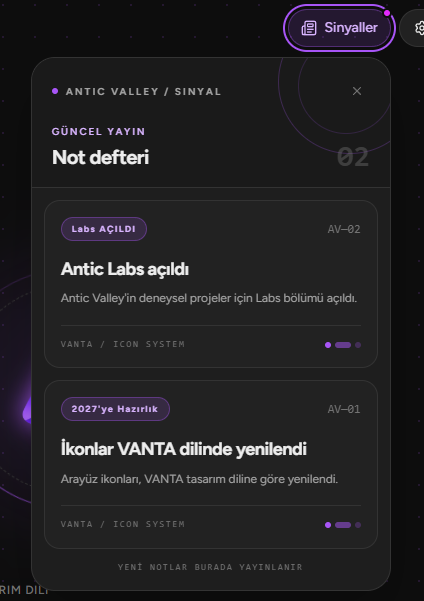 Sinyaller
ANTIC VALLEY / SINYAL
GÜNCEL YAYIN
Not defteri
02
Labs AÇILDI
AV—02
Antic Labs açıldı
Antic Valley'in deneysel projeler için Labs bölümü açıldı.
VANTA / ICON SYSTEM
2027'ye Hazırlık
AV—01
İkonlar VANTA dilinde yenilendi
Arayüz ikonları, VANTA tasarım diline göre yenilendi.
VANTA / ICON SYSTEM
YENİ NOTLAR BURADA YAYINLANIR
RIM DILI